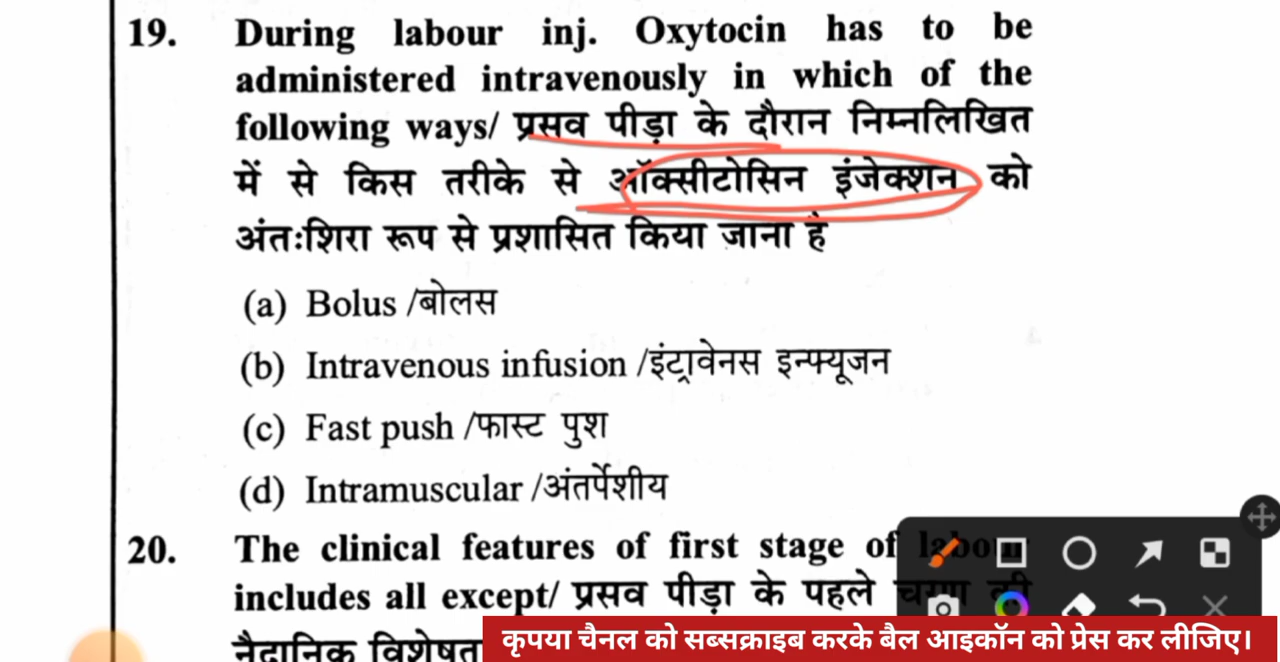 19. During labour inj. Oxytocin has to be
administered intravenously in which of the
following ways/ प्रसव पीड़ा के दौरान निम्नलिखित
में से किस तरीके से ऑक्सीटोसिन इंजेक्शन को
अंतःशिरा रूप से प्रशासित किया जाना है
(a) Bolus /बोलस
(b) Intravenous infusion /इंट्रावेनस इन्फ्यूजन
(c) Fast push /फास्ट पुश
(d) Intramuscular /अंतर्पेशीय
20. The clinical features of first stage of labour
includes all except/ प्रसव पीड़ा के पहले चरण की
नैदानिक
कृपया चैनल को सब्सक्राइब करके बैल आइकॉन को प्रेस कर लीजिए।